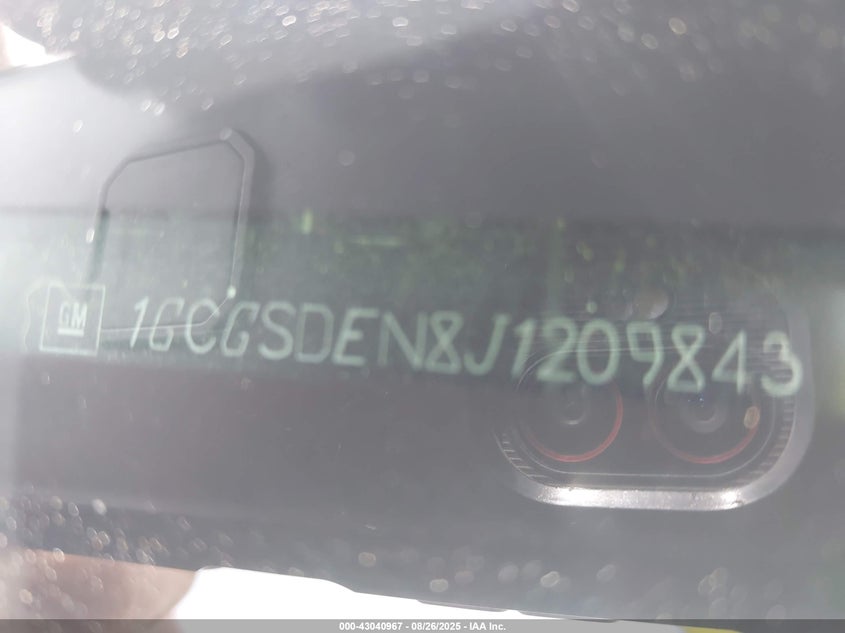 GM 1GCGSDEN8J1209843
000-43040967 - 08/26/2025 - IAA Inc.